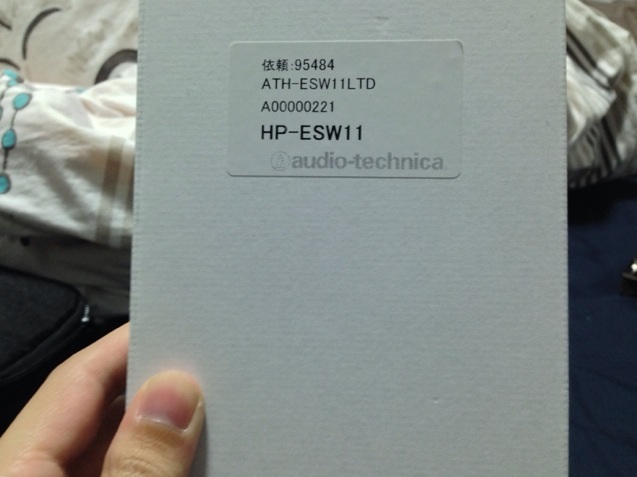 依頼:95484
ATH-ESW11LTD
A00000221
HP-ESW11
audio-technica